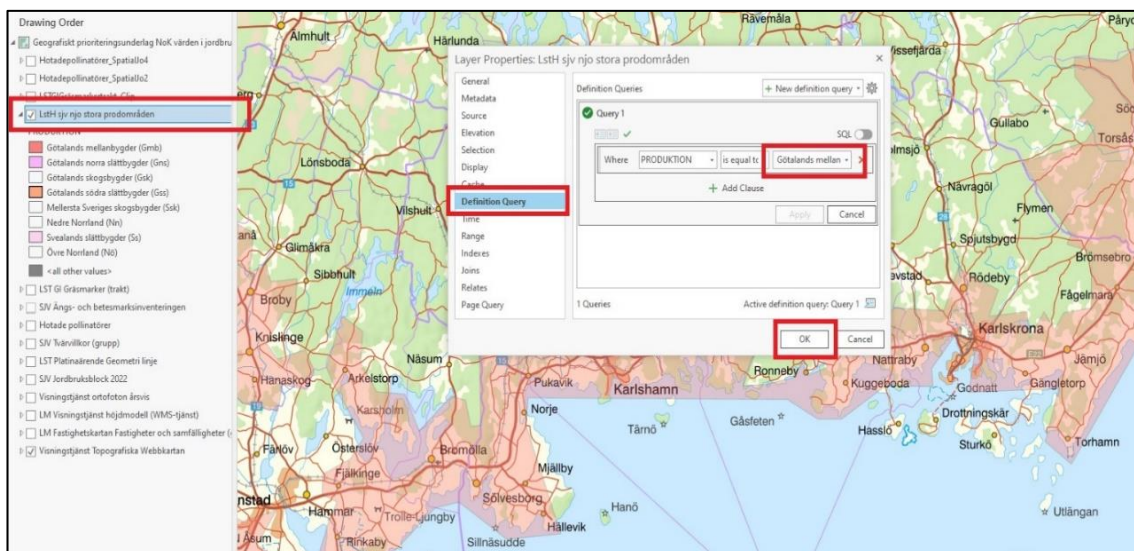 Drawing Order
Geografiskt prioriteringsunderlag NoK värden i jordbru
Hotadepollinatörer_SpatialJo4
Hotadepollinatörer_SpatialJo2
LstH sjv njo stora prodområden
PRODUKTION
Götalands mellanbygder (Gmb)
Götalands norra slättbygder (Gns)
Götalands skogsbygder (Gsk)
Götalands södra slättbygder (Gss)
Mellersta Sveriges skogsbygder (Ssk)
Nedre Norrland (Nn)
Svealands slättbygder (Ss)
Övre Norrland (Nö)
<all other values>
LST GI Gräsmarker (trakt)
SJV Ängs- och betesmarksinventeringen
Hotade pollinatörer
SJV Tvärvillkor (grupp)
LST Platinaärende Geometri linje
SJV Jordbruksblock 2022
Visningstjänst ortofoton årsvis
LM Visningstjänst höjdmodell (WMS-tjänst)
LM Fastighetskartan Fastigheter och samfälligheter (
Visningstjänst Topografiska Webbkartan
Layer Properties: LstH sjv njo stora prodområden
General
Metadata
Source
Elevation
Selection
Display
Cache
Definition Query
Time
Range
Indexes
Joins
Relates
Page Query
Definition Queries
+ New definition query
Query 1
SQL
Where PRODUKTION is equal to Götalands mellan
+ Add Clause
Apply Cancel
1 Queries
Active definition query: Query 1
OK Cancel
Älmhult
Härlunda
Rävemåla
Vissefjärda
Påry
Gullabo
Söd
Torsås
Lönsboda
Vilshult
Nävragöl
Flymen
Glimåkra
Spjutsbygd
Brömsebro
Sibbhult
Immeln
Rödeby
Fågelmara
Broby
Knislinge
Karlskrona
Näsum
Nättraby
Jämjö
Hanaskog
Arkelstorp
Ronneby
Pukavik
Karlshamn
Kuggeboda
Godnatt
Gängletorp
Karsholm
Norje
Gåsfeten
Drottningskär
Tärnö
Hasslö
Sturkö
Torhamn
Färlöv
Österslöv
Bromölla
Mjällby
Fjälkinge
nstad
Sölvesborg
Hanö
Utlängan
Hammar
Trolle-Ljungby
Hällevik
Åsum
Rinkaby
Sillnäsudde
15